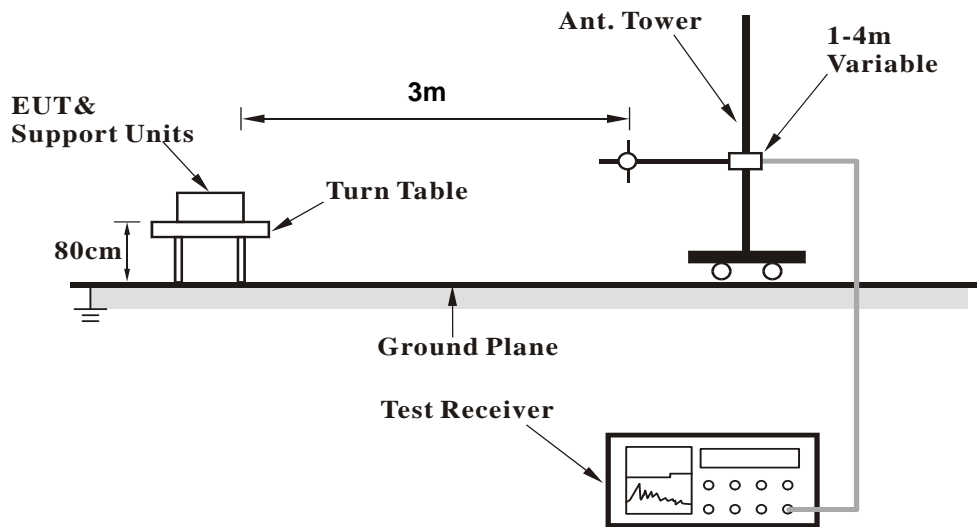 Ant. Tower
1-4m
Variable
3m
EUT&
Support Units
Turn Table
80cm
Ground Plane
Test Receiver